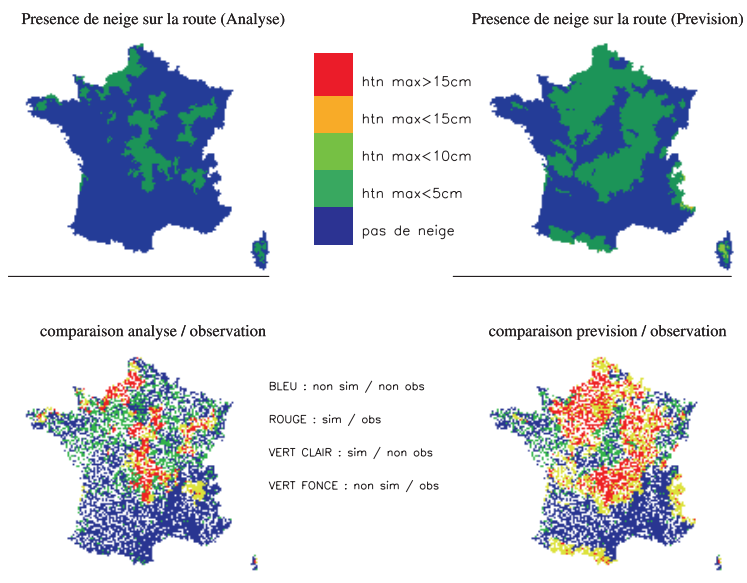 Presence de neige sur la route (Analyse)
Presence de neige sur la route (Prevision)
htn max>15cm
htn max<15cm
htn max<10cm
htn max<5cm
pas de neige
comparaison analyse / observation
comparaison prevision / observation
BLEU : non sim / non obs
ROUGE : sim / obs
VERT CLAIR : sim / non obs
VERT FONCE : non sim / obs